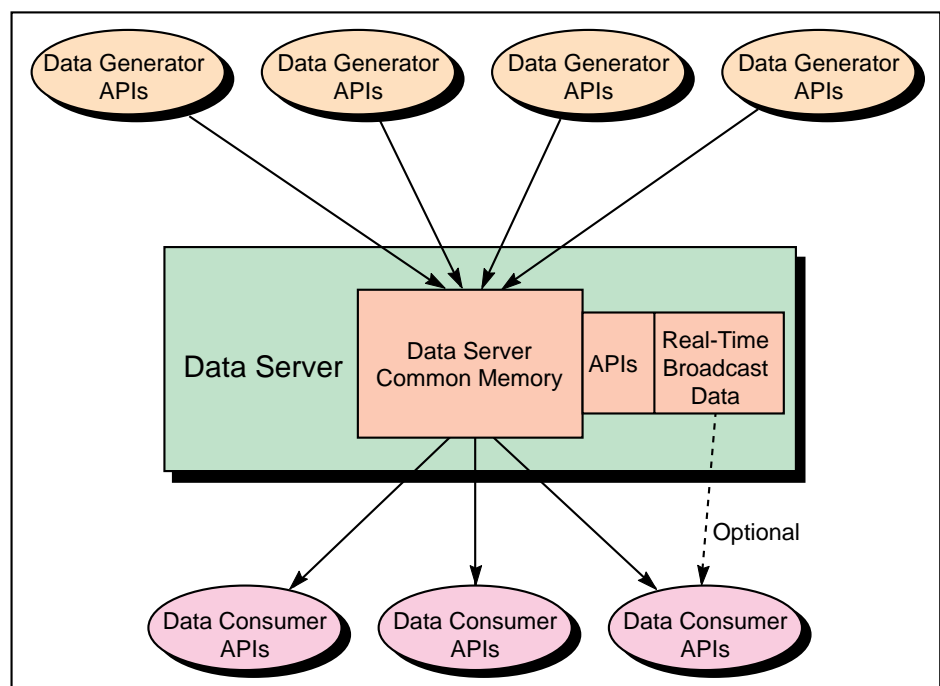 Data Generator
APIs
Data Generator
APIs
Data Generator
APIs
Data Generator
APIs
Data Server
Data Server
Common Memory
APIs
Real-Time
Broadcast
Data
Optional
Data Consumer
APIs
Data Consumer
APIs
Data Consumer
APIs